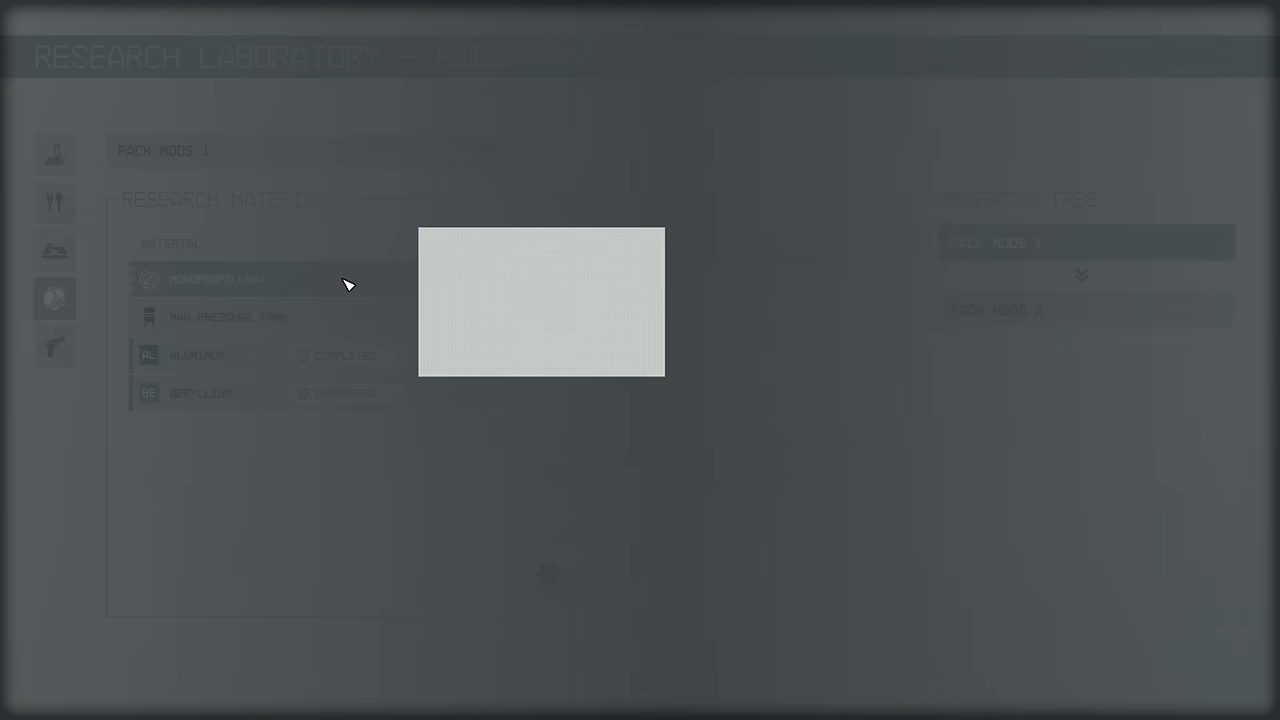 RESEARCH LABORATORY -
PACK MODS 1
RESEARCH MATERIALS
MATERIAL
MONOPROPELLANT
MAG PRESSURE TANK
AL ALUMINUM COMPLETED
BE BERYLLIUM COMPLETED
RESEARCH TREE
PACK MODS 1
PACK MODS 2